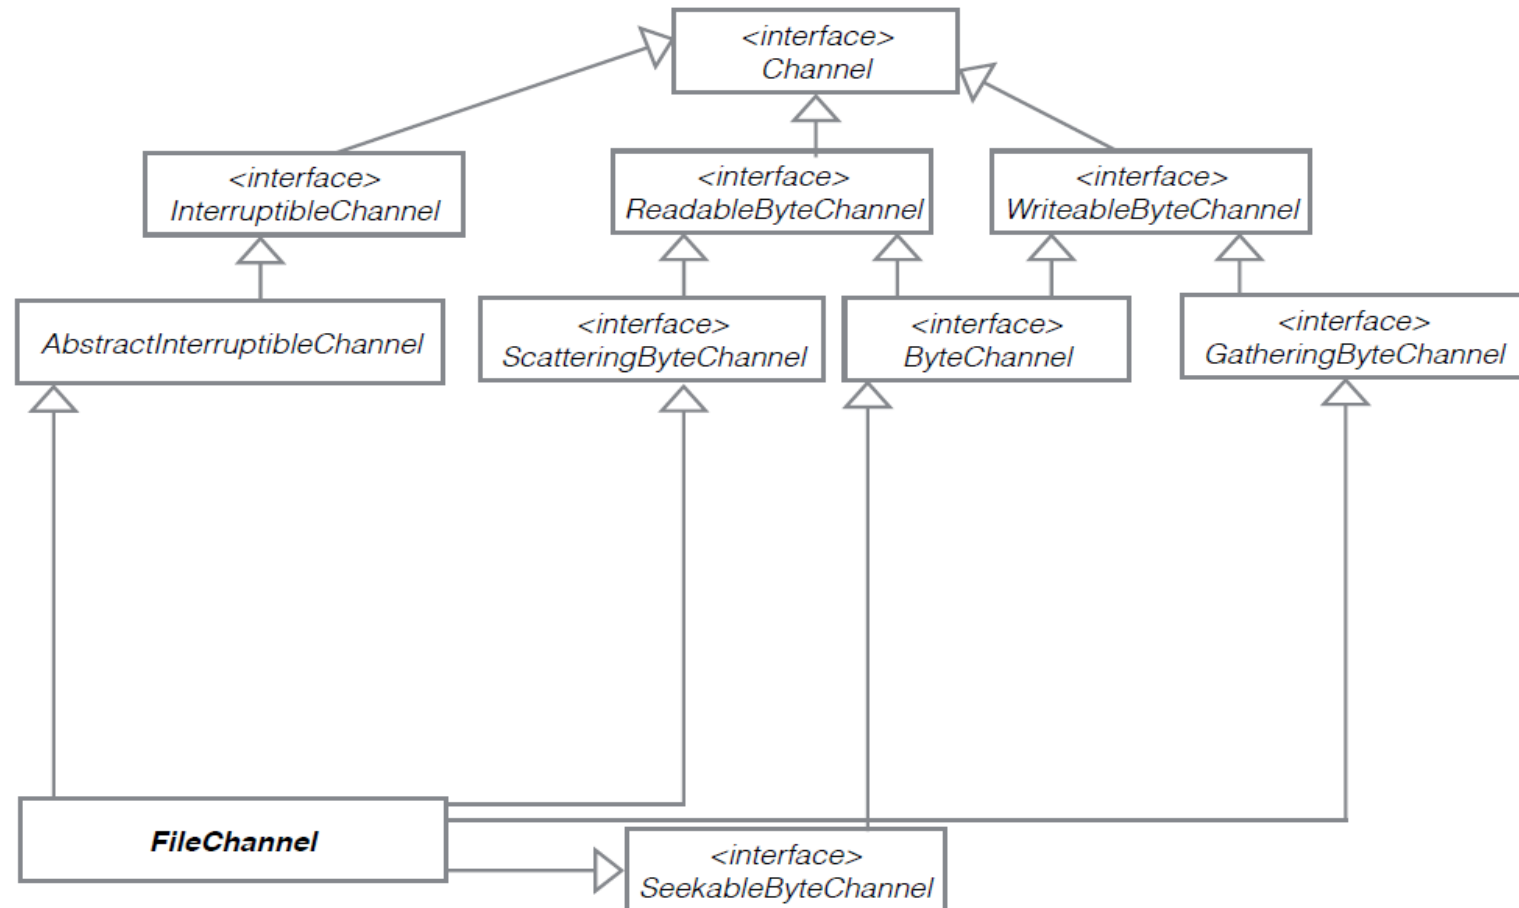 <interface>
Channel
<interface>
InterruptibleChannel
<interface>
ReadableByteChannel
<interface>
WriteableByteChannel
AbstractInterruptibleChannel
<interface>
ScatteringByteChannel
<interface>
ByteChannel
<interface>
GatheringByteChannel
FileChannel
<interface>
SeekableByteChannel